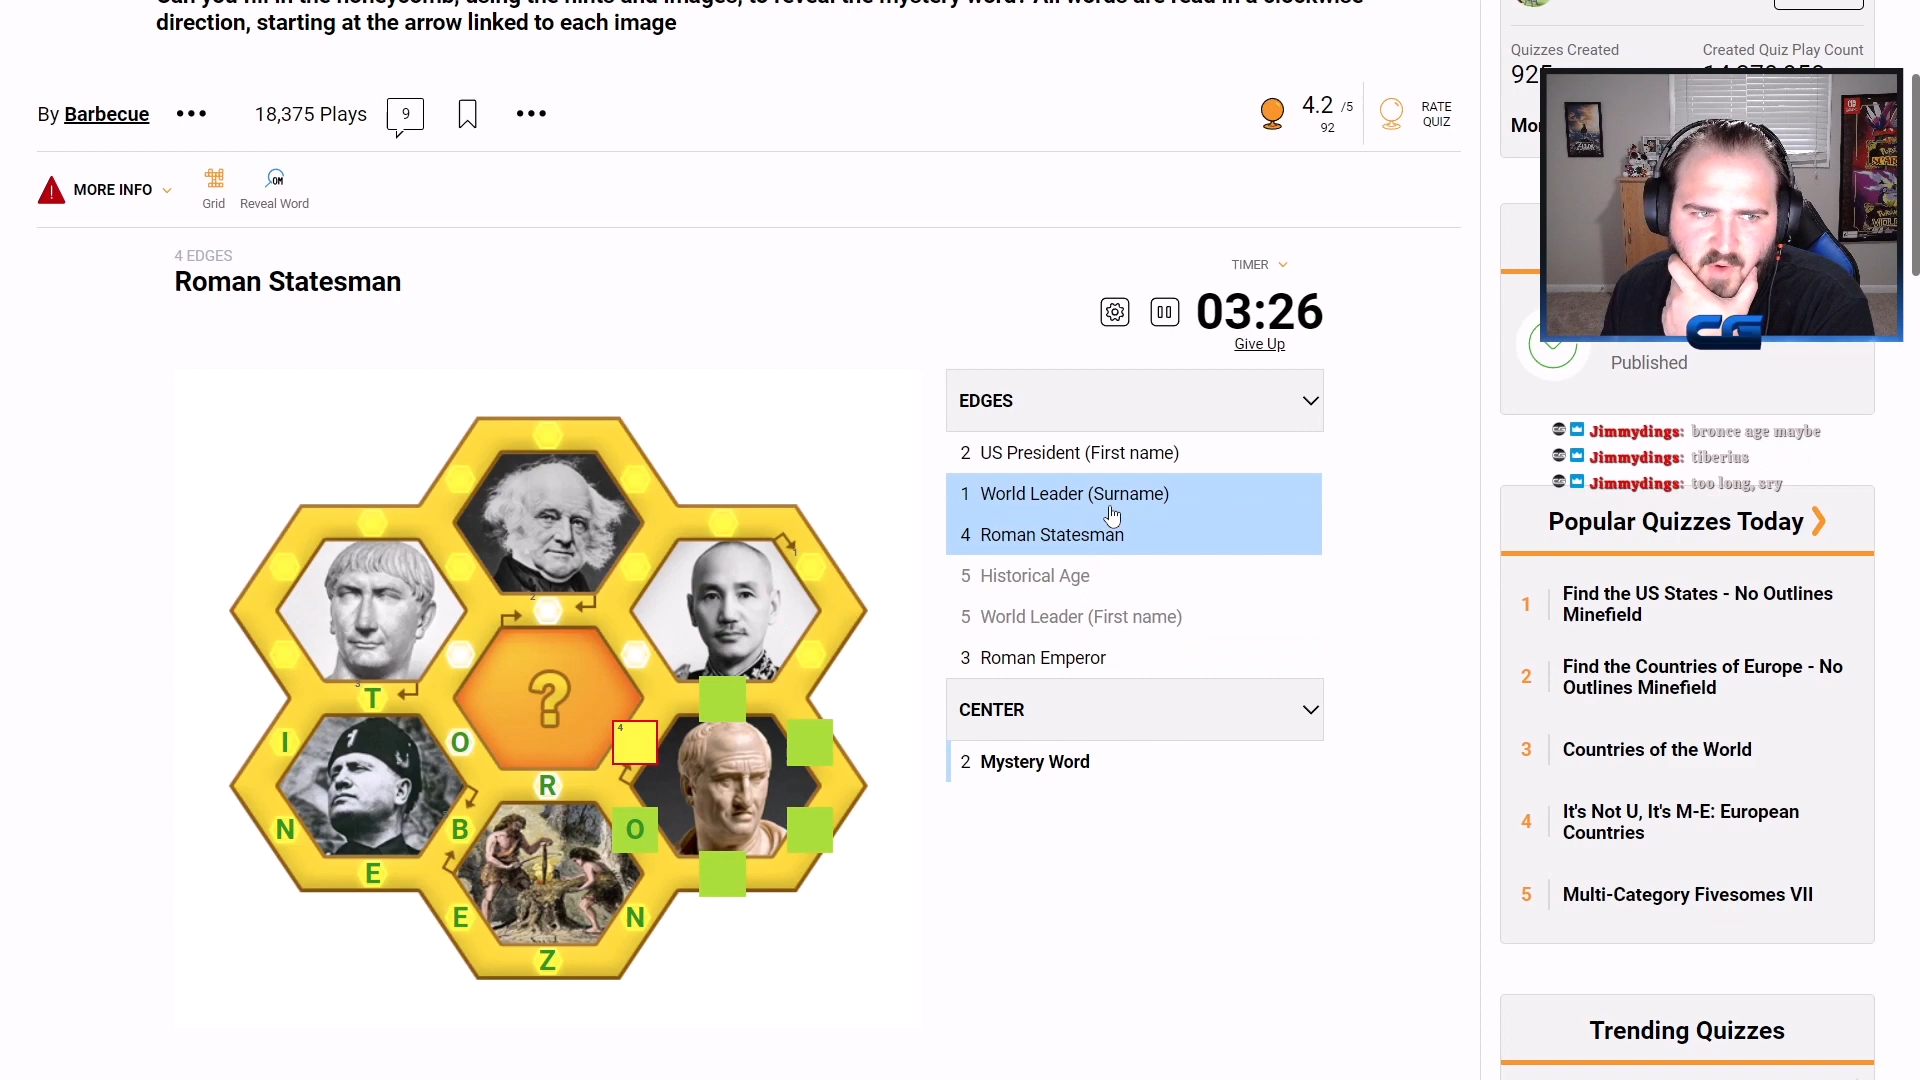 direction, starting at the arrow linked to each image
By Barbecue
18,375 Plays
9
4.2 /5
92
RATE
QUIZ
MORE INFO
Grid
Reveal Word
4 EDGES
Roman Statesman
TIMER
03:26
Give Up
EDGES
2 US President (First name)
1 World Leader (Surname)
4 Roman Statesman
5 Historical Age
5 World Leader (First name)
3 Roman Emperor
CENTER
2 Mystery Word
1
2
3
T
4
I
O
?
R
N
B
O
E
E
N
Z
Quizzes Created
Created Quiz Play Count
925
CG
Published
Jimmydings: bronce age maybe
Jimmydings: tiberius
Jimmydings: too long, sry
Popular Quizzes Today
1 Find the US States - No Outlines
Minefield
2 Find the Countries of Europe - No
Outlines Minefield
3 Countries of the World
4 It's Not U, It's M-E: European
Countries
5 Multi-Category Fivesomes VII
Trending Quizzes